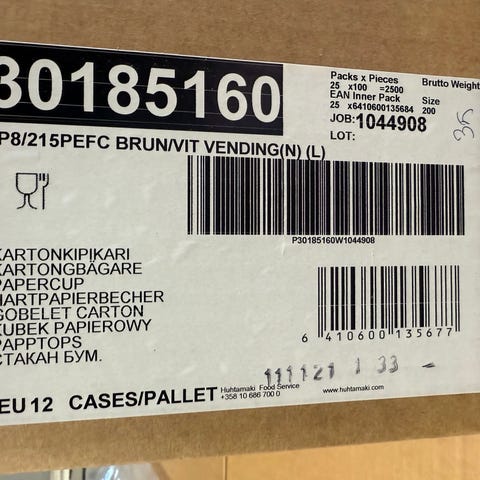 30185160
Packs x Pieces Brutto Weight
25 x100 =2500
EAN Inner Pack Size
25 x6410600135684 200
JOB:1044908
LOT:
P8/215PEFC BRUN/VIT VENDING(N) (L)
P30185160W1044908
KARTONKIPIKARI
KARTONGBÄGARE
PAPERCUP
HARTPAPIERBECHER
GOBELET CARTON
KUBEK PAPIEROWY
PAPPTOPS
СТАКАН БУМ.
6 410600 135677
111121 1 33 -
EU 12 CASES/PALLET
Huhtamaki Food Service
+358 10 686 700 0
www.huhtamaki.com